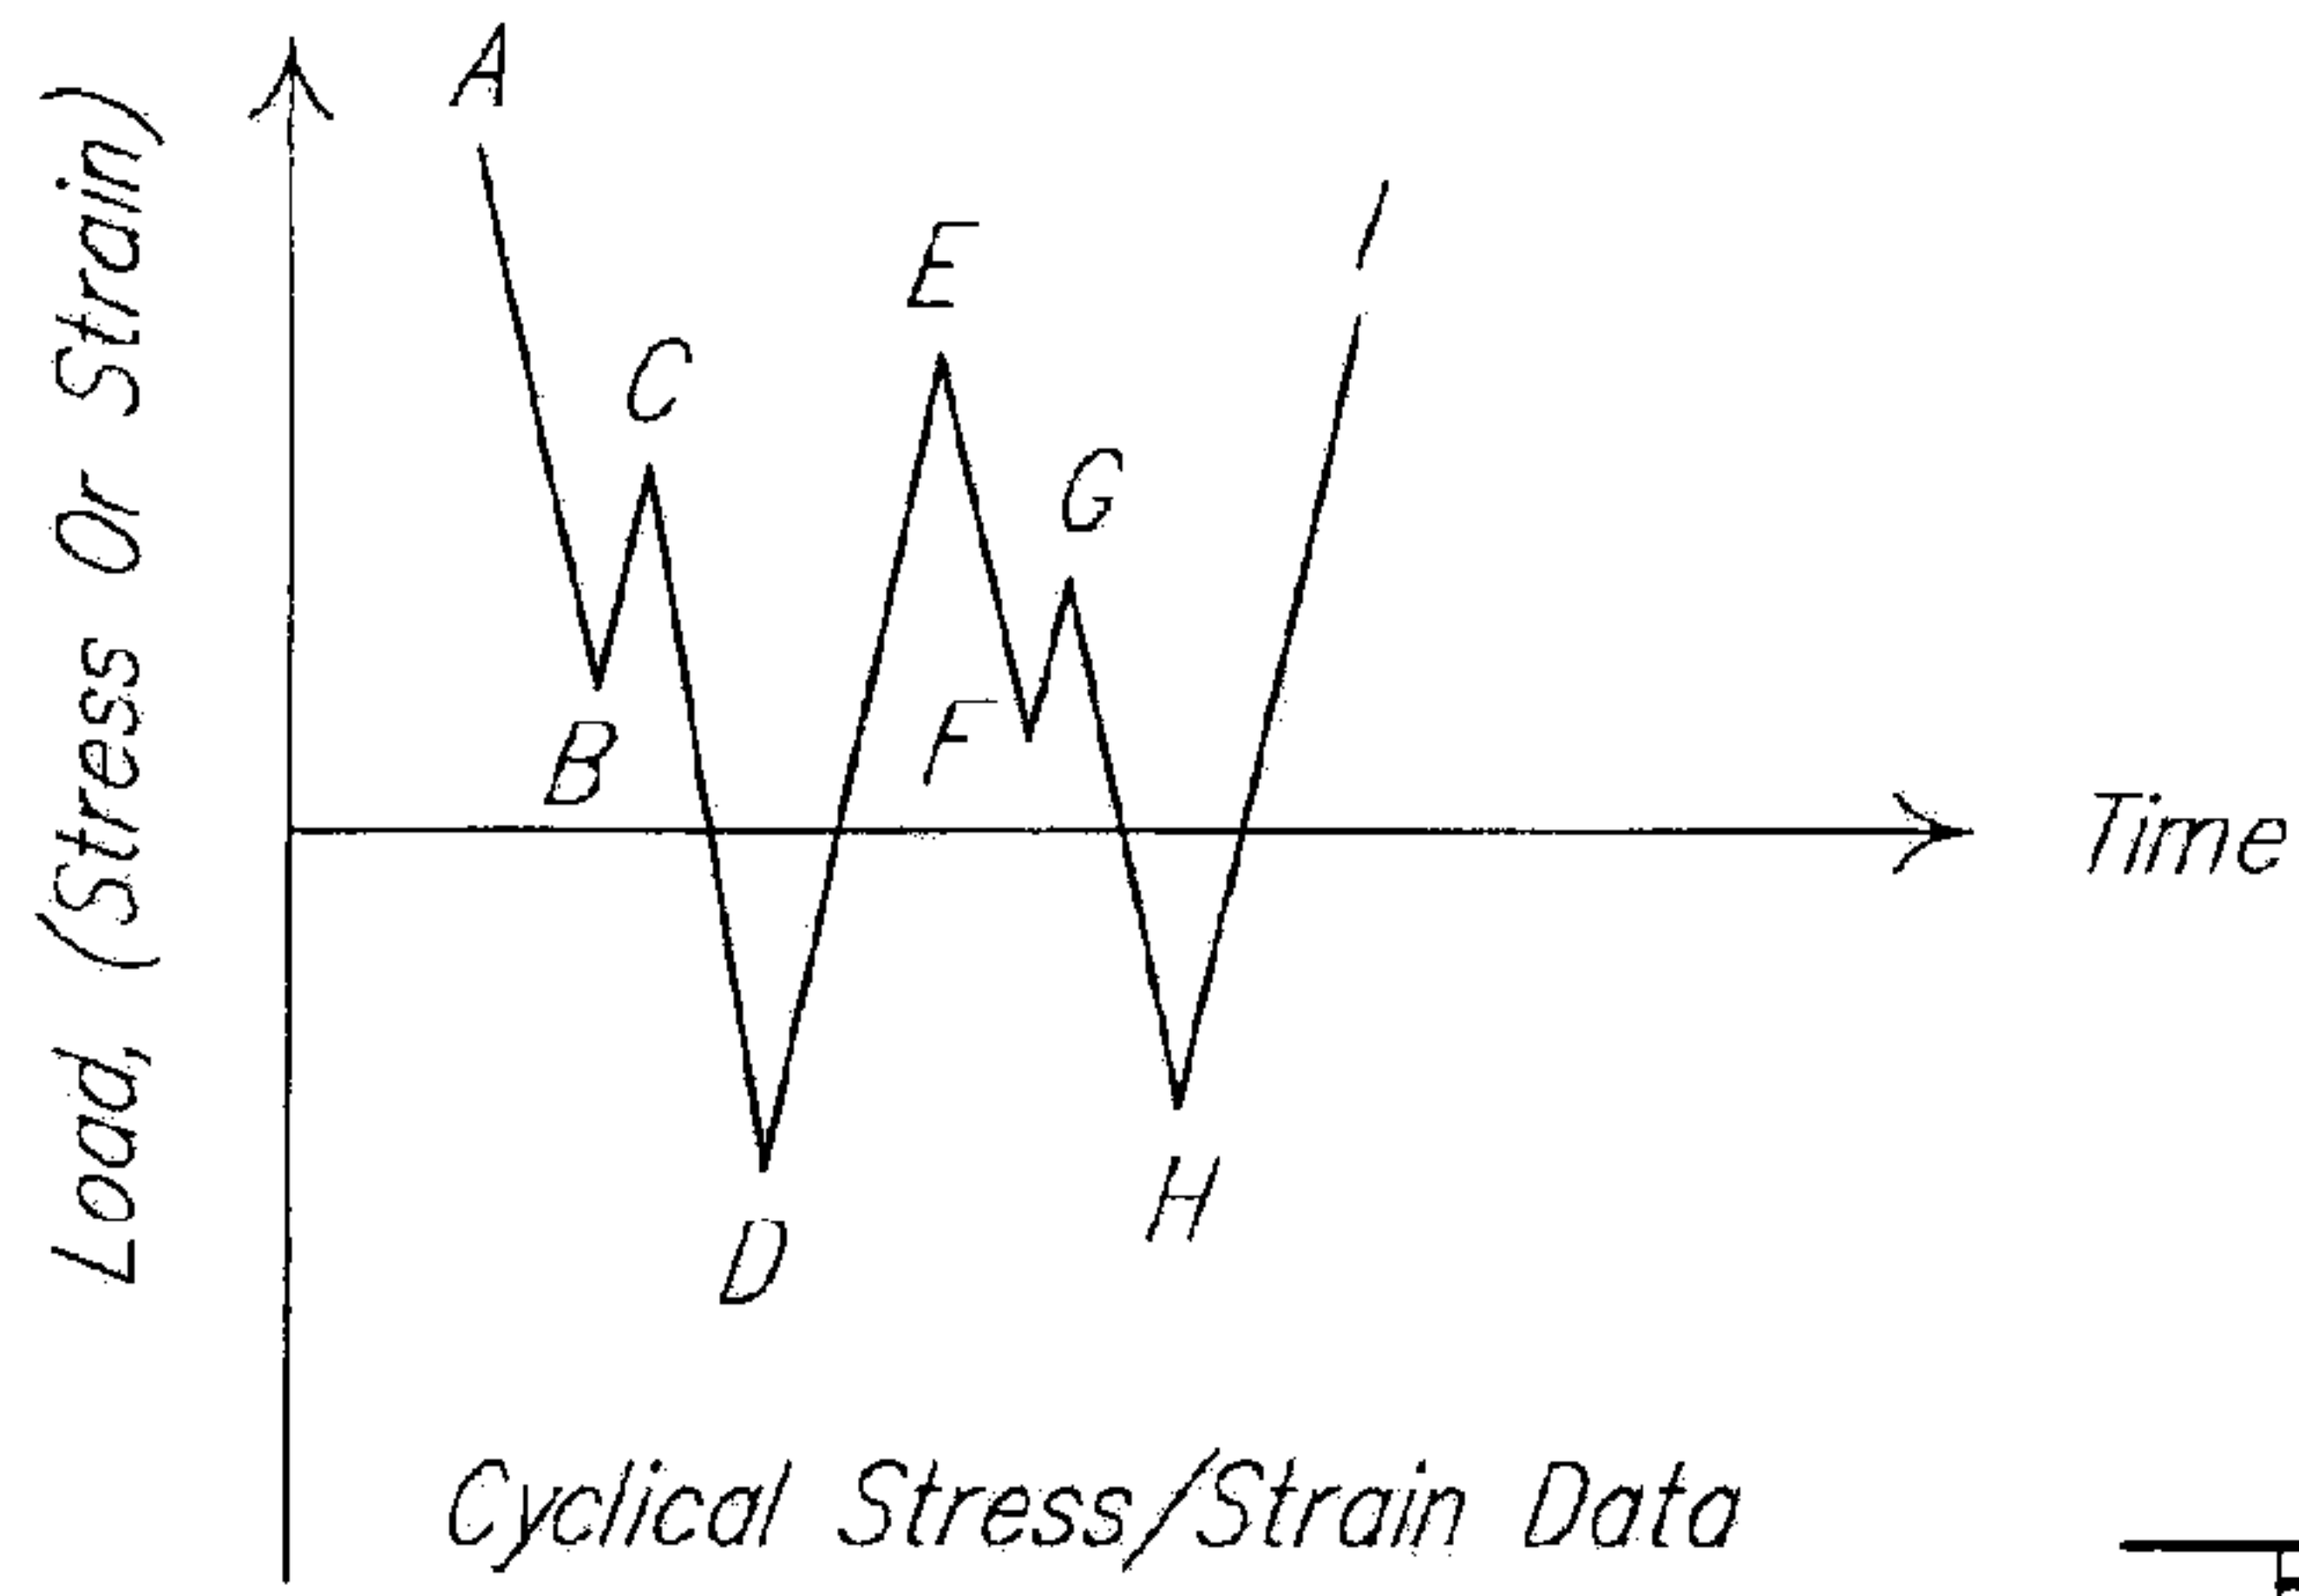 Load, (Stress Or Strain)
A
I
E
C
G
F
B
Time
H
D
Cyclical Stress/Strain Data